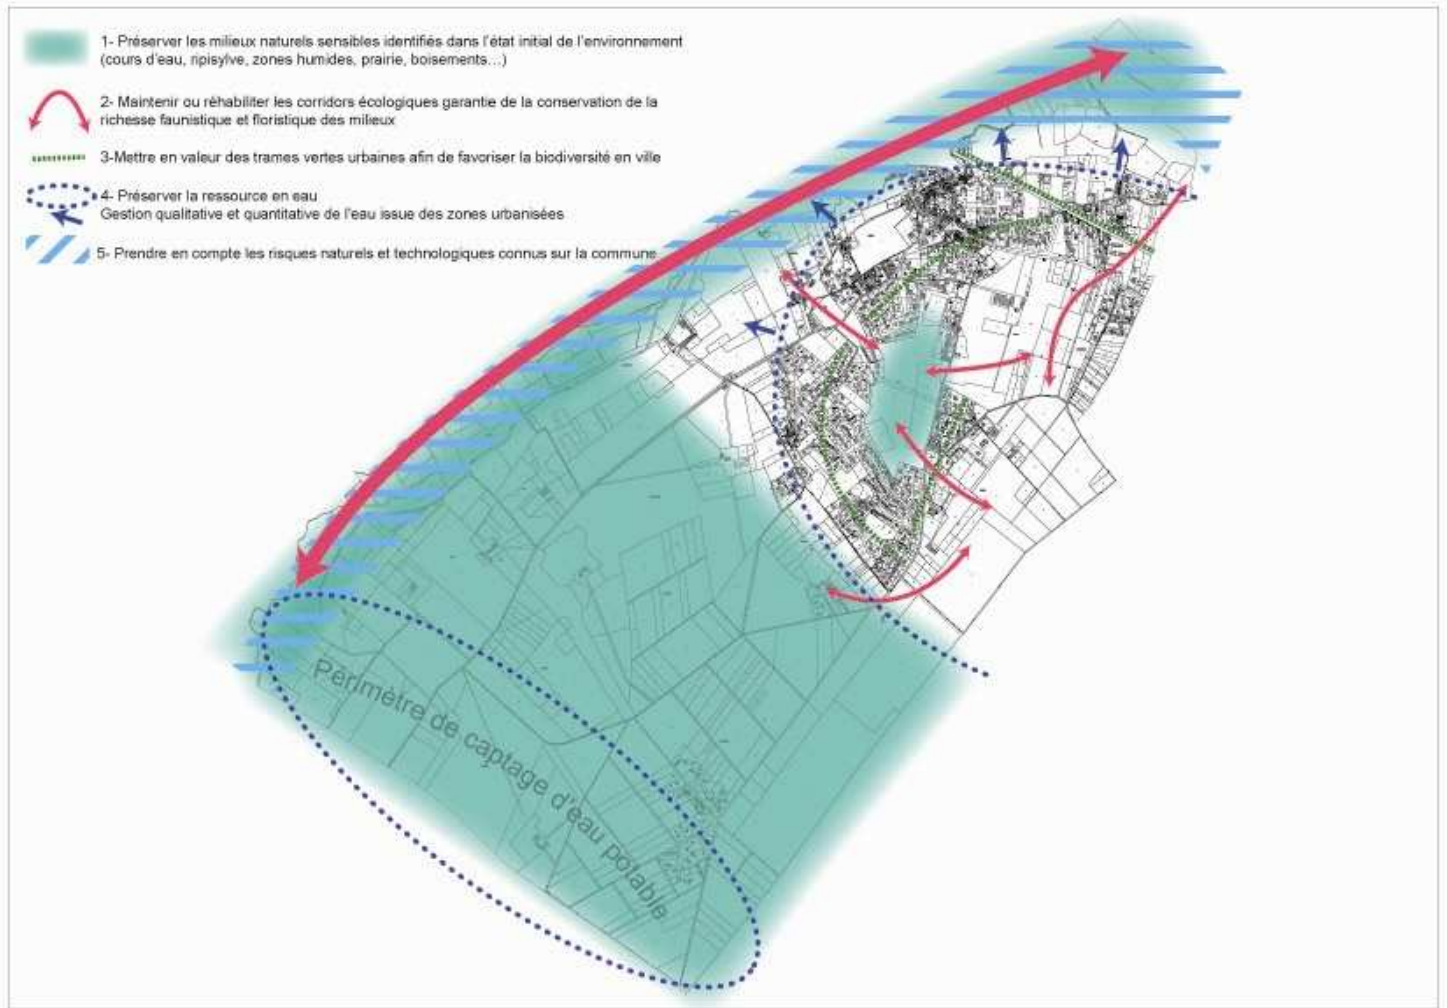 1- Préserver les milieux naturels sensibles identifiés dans l'état initial de l'environnement
(cours d'eau, ripisylve, zones humides, prairie, boisements...)
2- Maintenir ou réhabiliter les corridors écologiques garantie de la conservation de la
richesse faunistique et floristique des milieux
3-Mettre en valeur des trames vertes urbaines afin de favoriser la biodiversité en ville
4- Préserver la ressource en eau
Gestion qualitative et quantitative de l'eau issue des zones urbanisées
5- Prendre en compte les risques naturels et technologiques connus sur la commune
Périmètre de captage d'eau potable